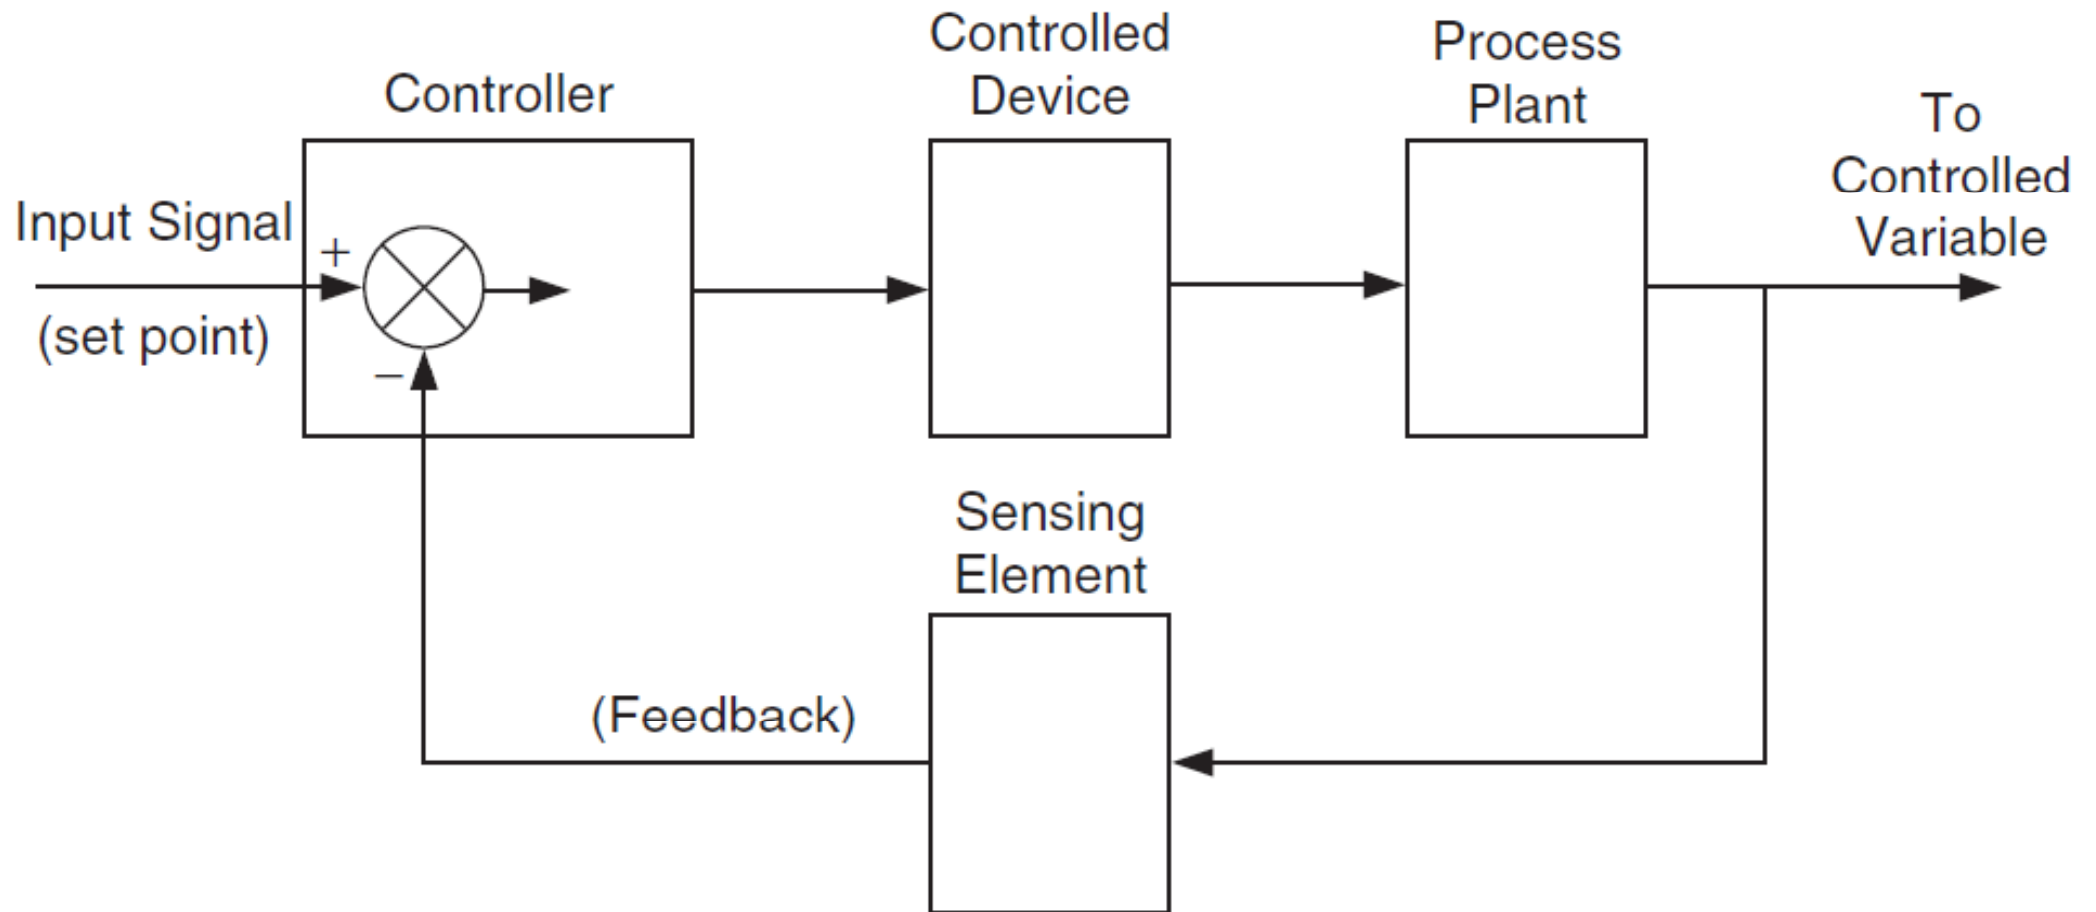 Controller
Controlled
Device
Process
Plant
To
Controlled
Variable
Input Signal
+
(set point)
−
Sensing
Element
(Feedback)